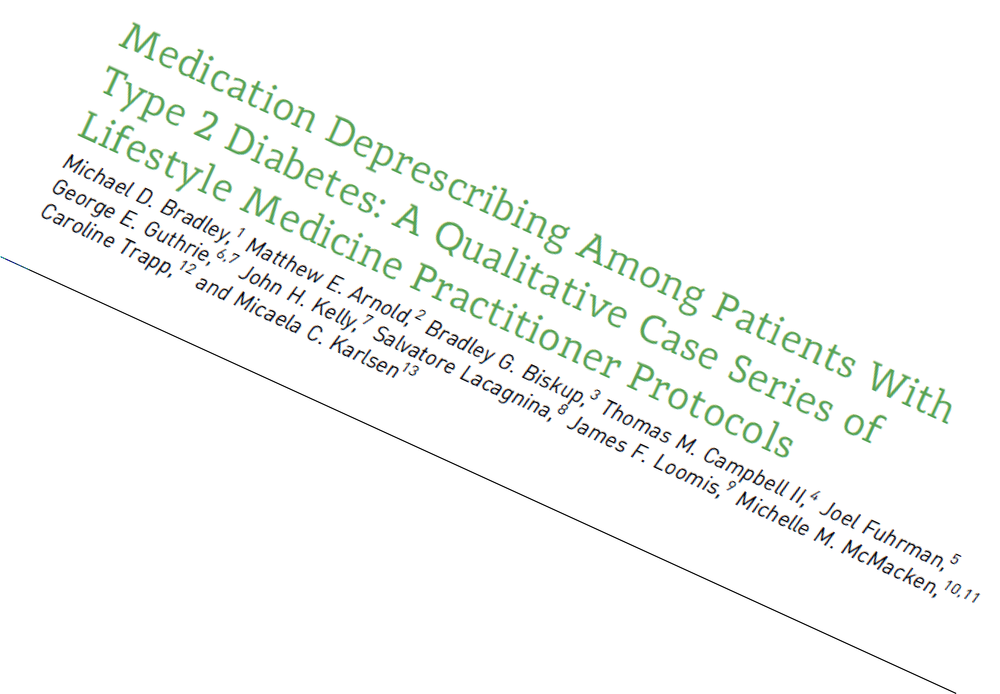 Medication Deprescribing Among Patients With
Type 2 Diabetes: A Qualitative Case Series of
Lifestyle Medicine Practitioner Protocols
Michael D. Bradley,1 Matthew E. Arnold,2 Bradley G. Biskup,3 Thomas M. Campbell II,4 Joel Fuhrman,5
George E. Guthrie,6,7 John H. Kelly,7 Salvatore Lacagnina,8 James F. Loomis,9 Michelle M. McMacken,10,11
Caroline Trapp,12 and Micaela C. Karlsen13